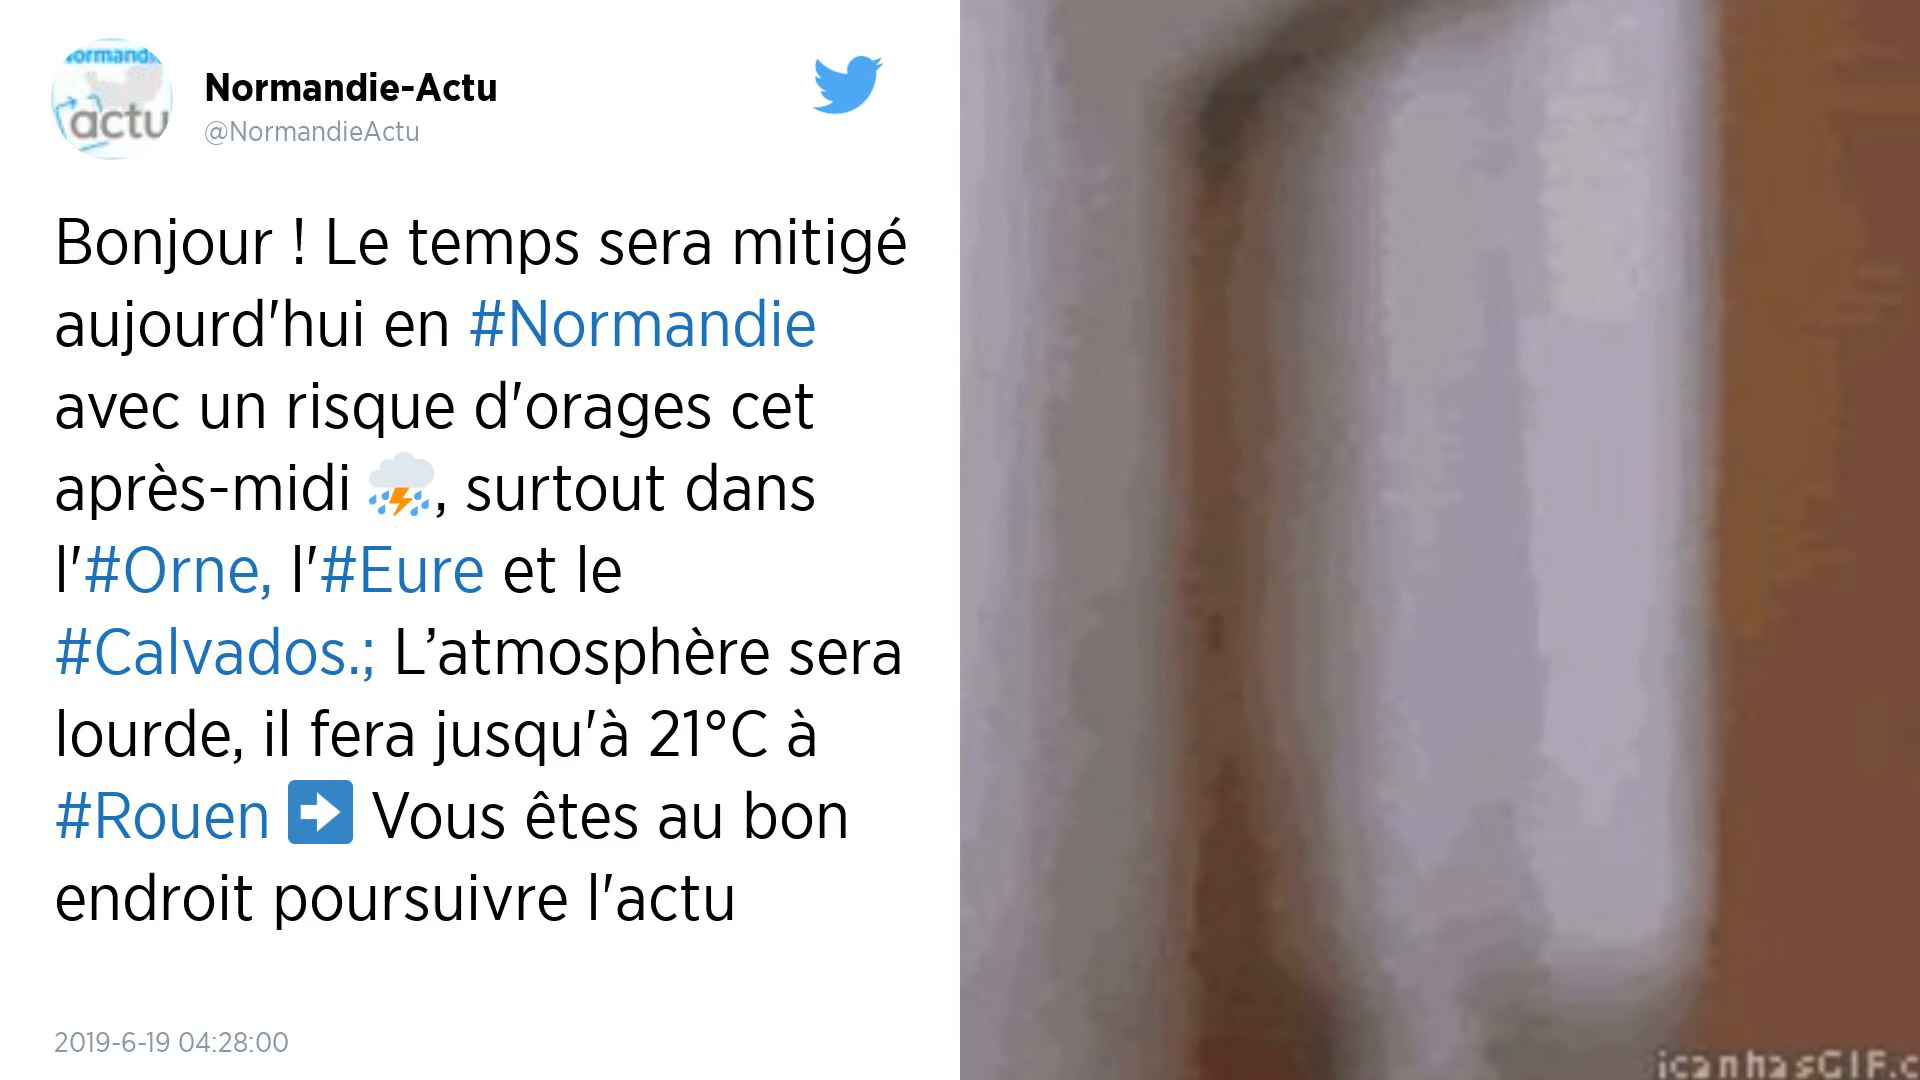 ormandi
actu
Normandie-Actu
@NormandieActu
Bonjour ! Le temps sera mitigé
aujourd'hui en #Normandie
avec un risque d'orages cet
après-midi ⛈️, surtout dans
l'#Orne, l'#Eure et le
#Calvados.; L’atmosphère sera
lourde, il fera jusqu'à 21°C à
#Rouen ➡️ Vous êtes au bon
endroit poursuivre l'actu
2019-6-19 04:28:00
icanhasGIF.c